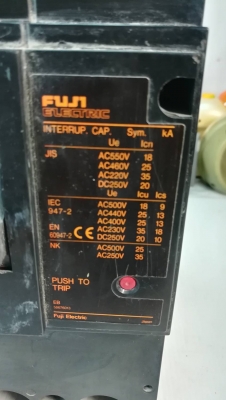 FUJI
ELECTRIC
INTERRUP. CAP. Sym. kA
Ue Icn
JIS AC550V 18
AC460V 25
AC220V 35
DC250V 20
Ue Icu Ics
IEC AC500V 18 9
947-2 AC440V 25 13
AC400V 25 13
EN AC230V 35 18
60947-2 CE DC250V 20 10
NK AC500V 25
AC250V 35
PUSH TO
TRIP
EB
Fuji Electric